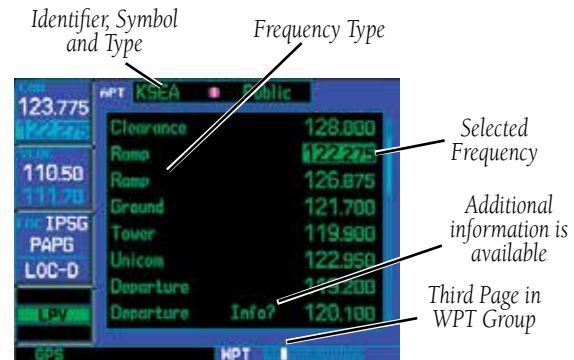 Identifier, Symbol and Type
Frequency Type
Selected Frequency
Additional information is available
Third Page in WPT Group
COM
123.775
122.275
VLOC
110.50
111.70
LOC IPSG
PAPG
LOC-D
LPV
GPS
APT KSEA Public
Clearance 128.000
Ramp 122.275
Ramp 126.875
Ground 121.700
Tower 119.900
Unicom 122.950
Departure
Departure Info? 120.100
WPT